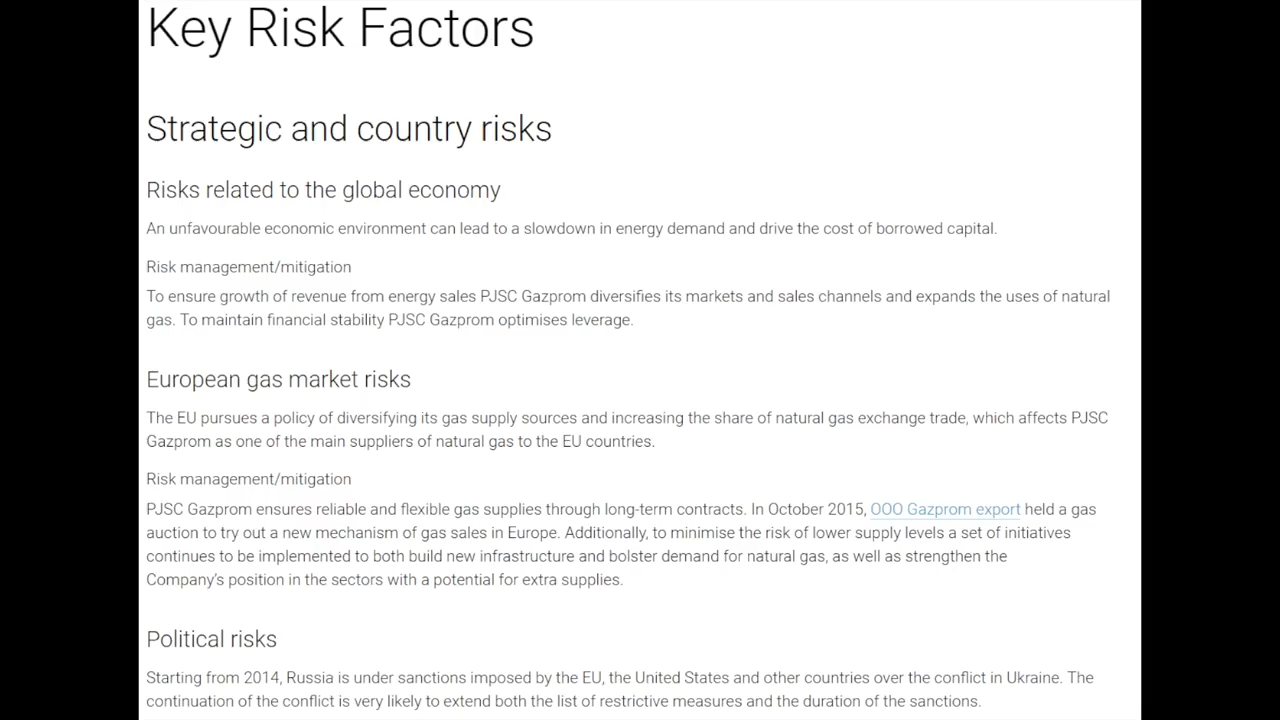 Key Risk Factors
Strategic and country risks
Risks related to the global economy
An unfavourable economic environment can lead to a slowdown in energy demand and drive the cost of borrowed capital.
Risk management/mitigation
To ensure growth of revenue from energy sales PJSC Gazprom diversifies its markets and sales channels and expands the uses of natural
gas. To maintain financial stability PJSC Gazprom optimises leverage.
European gas market risks
The EU pursues a policy of diversifying its gas supply sources and increasing the share of natural gas exchange trade, which affects PJSC
Gazprom as one of the main suppliers of natural gas to the EU countries.
Risk management/mitigation
PJSC Gazprom ensures reliable and flexible gas supplies through long-term contracts. In October 2015, OOO Gazprom export held a gas
auction to try out a new mechanism of gas sales in Europe. Additionally, to minimise the risk of lower supply levels a set of initiatives
continues to be implemented to both build new infrastructure and bolster demand for natural gas, as well as strengthen the
Company's position in the sectors with a potential for extra supplies.
Political risks
Starting from 2014, Russia is under sanctions imposed by the EU, the United States and other countries over the conflict in Ukraine. The
continuation of the conflict is very likely to extend both the list of restrictive measures and the duration of the sanctions.